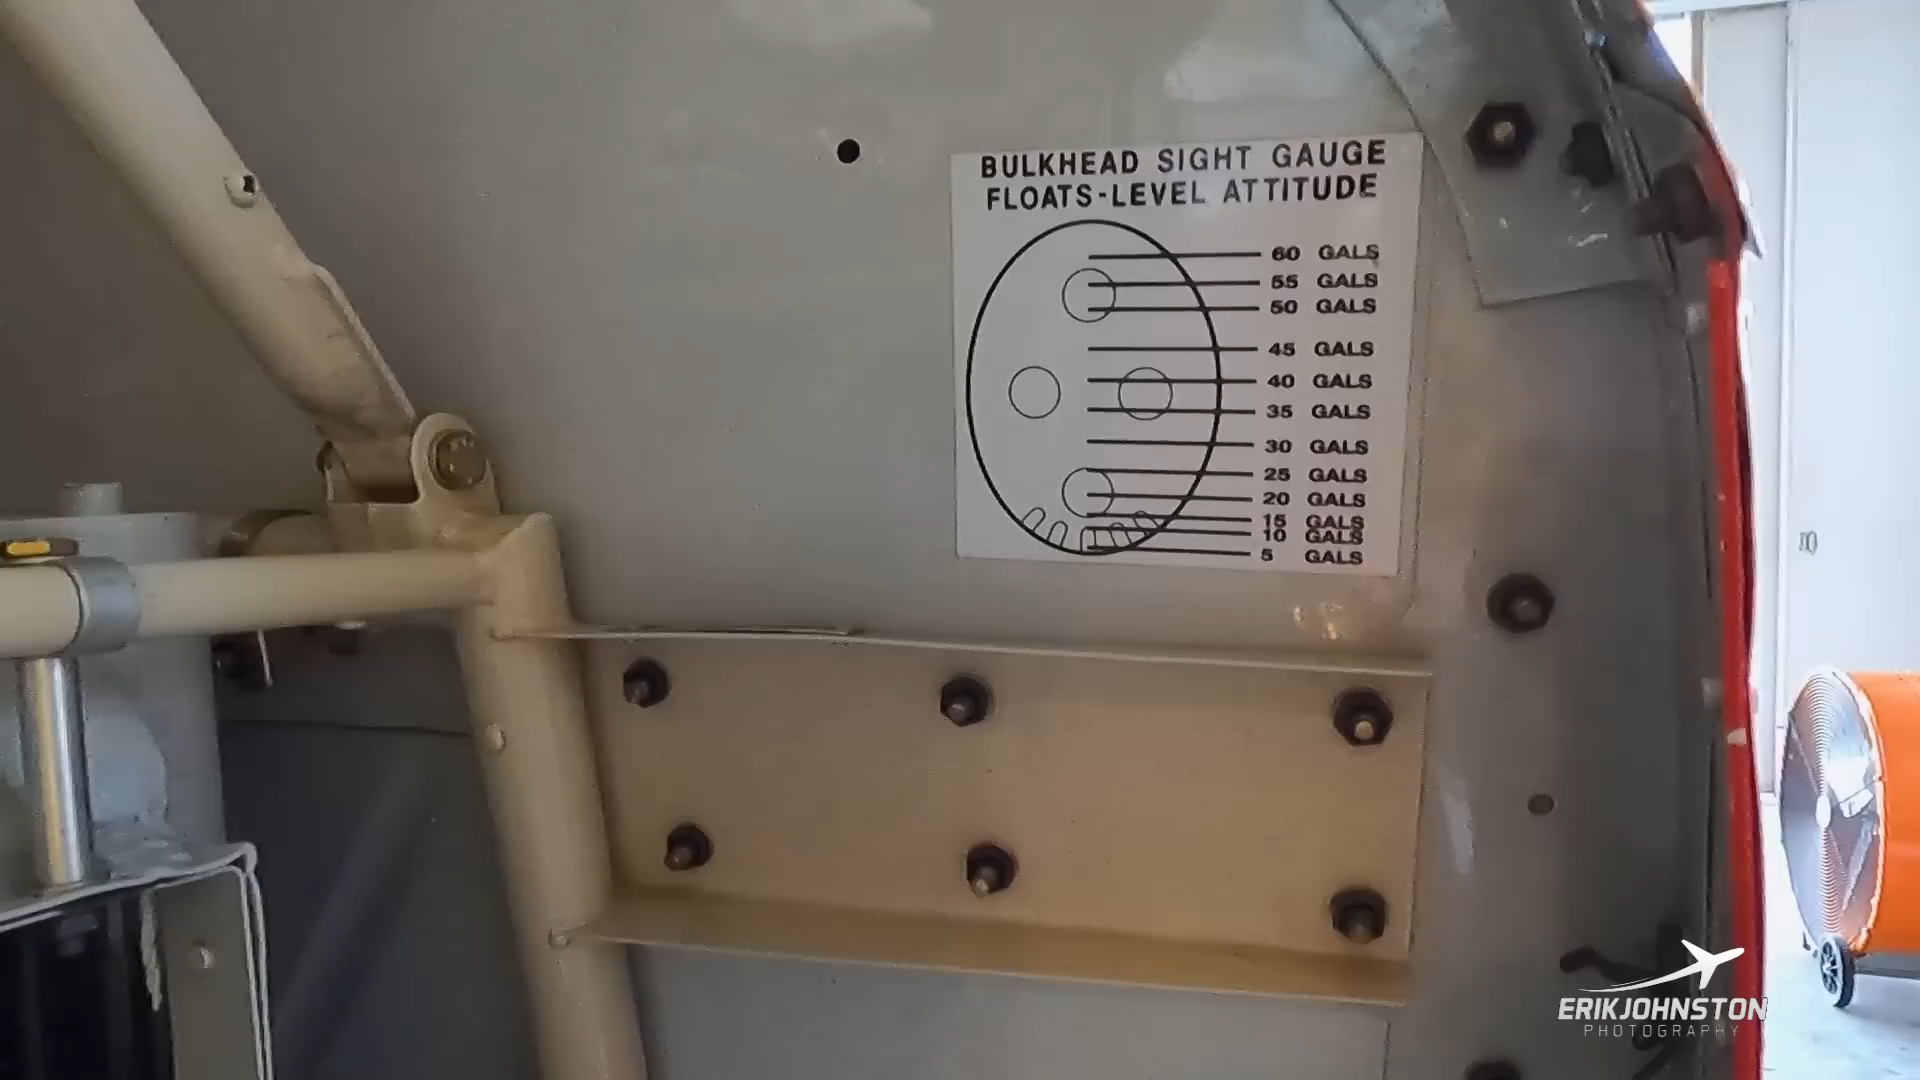 BULKHEAD SIGHT GAUGE
FLOATS-LEVEL ATTITUDE
60 GALS
55 GALS
50 GALS
45 GALS
40 GALS
35 GALS
30 GALS
25 GALS
20 GALS
15 GALS
10 GALS
5 GALS
ERIKJOHNSTON
PHOTOGRAPHY